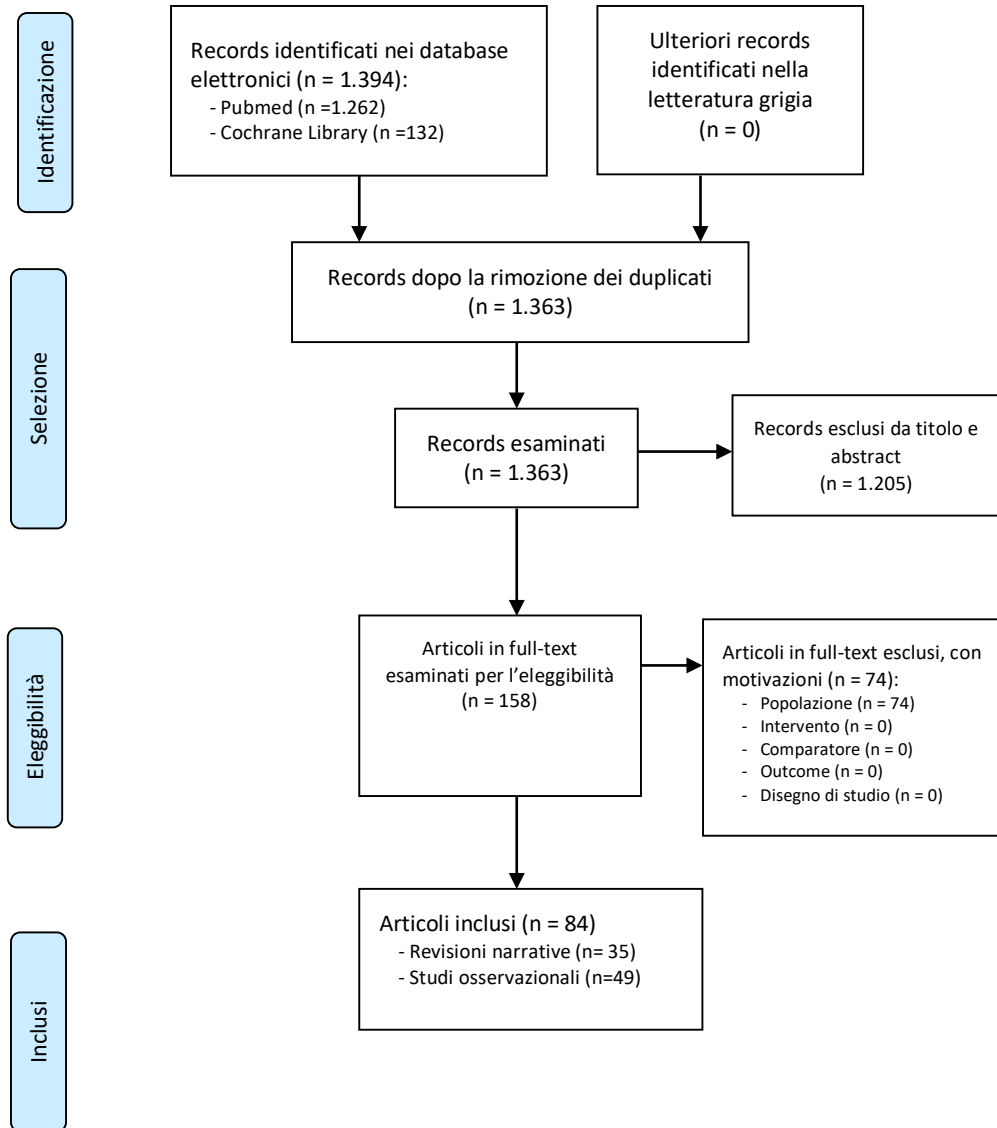 Identificazione
Records identificati nei database
elettronici (n = 1.394):
- Pubmed (n =1.262)
- Cochrane Library (n =132)
Ulteriori records
identificati nella
letteratura grigia
(n = 0)
Selezione
Records dopo la rimozione dei duplicati
(n = 1.363)
Records esaminati
(n = 1.363)
Records esclusi da titolo e
abstract
(n = 1.205)
Eleggibilità
Articoli in full-text
esaminati per l’eleggibilità
(n = 158)
Articoli in full-text esclusi, con
motivazioni (n = 74):
- Popolazione (n = 74)
- Intervento (n = 0)
- Comparatore (n = 0)
- Outcome (n = 0)
- Disegno di studio (n = 0)
Inclusi
Articoli inclusi (n = 84)
- Revisioni narrative (n= 35)
- Studi osservazionali (n=49)